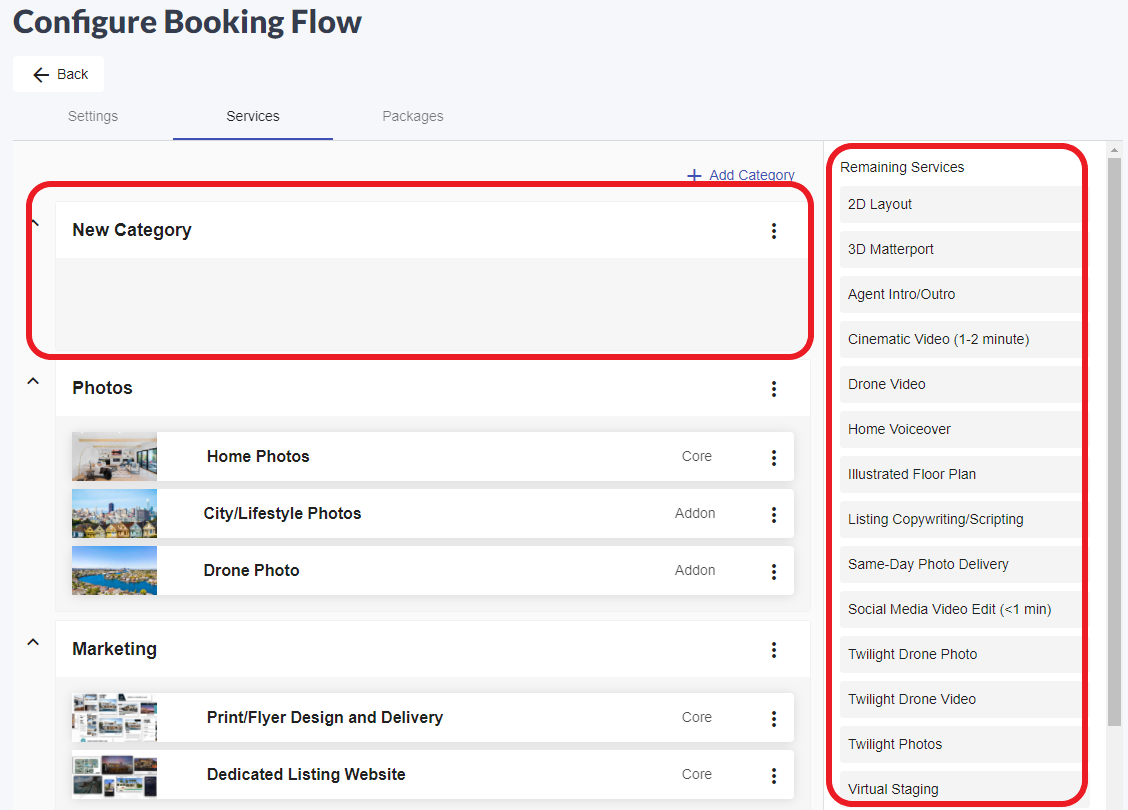 Configure Booking Flow
Back
Settings
Services
Packages
Add Category
New Category
Photos
Home Photos
Core
City/Lifestyle Photos
Addon
Drone Photo
Addon
Marketing
Print/Flyer Design and Delivery
Core
Dedicated Listing Website
Core
Remaining Services
2D Layout
3D Matterport
Agent Intro/Outro
Cinematic Video (1-2 minute)
Drone Video
Home Voiceover
Illustrated Floor Plan
Listing Copywriting/Scripting
Same-Day Photo Delivery
Social Media Video Edit (<1 min)
Twilight Drone Photo
Twilight Drone Video
Twilight Photos
Virtual Staging